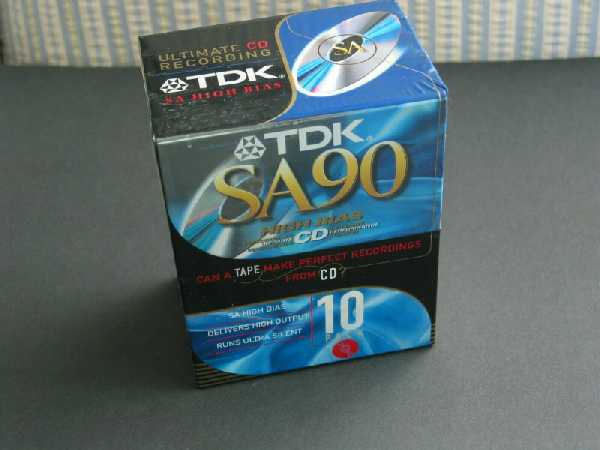 ULTIMATE CD
RECORDING
TDK
SA HIGH BIAS
SA
TDK
SA90
HIGH BIAS
CD
CAN A TAPE MAKE PERFECT RECORDINGS
FROM CD?
SA HIGH BIAS
DELIVERS HIGH OUTPUT
RUNS ULTRA SILENT
10